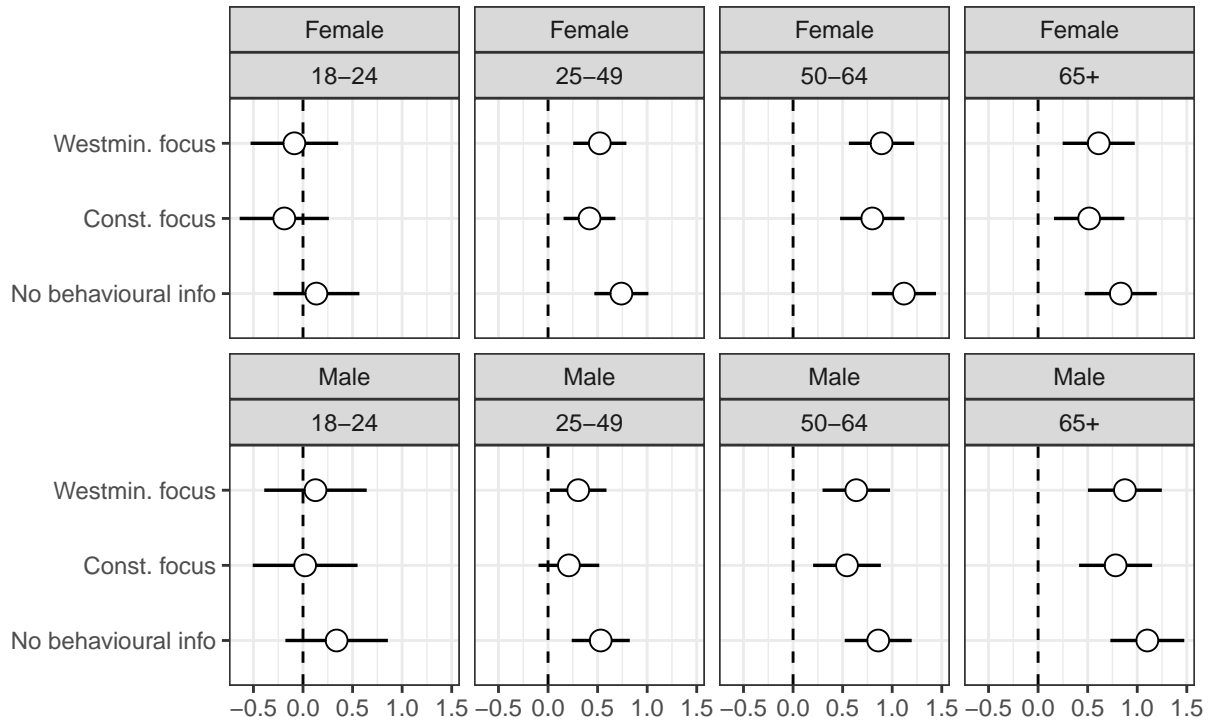 Female Female Female Female
18−24 25−49 50−64 65+
Westmin. focus
Const. focus
No behavioural info
Male Male Male Male
18−24 25−49 50−64 65+
Westmin. focus
Const. focus
No behavioural info
−0.5 0.0 0.5 1.0 1.5 −0.5 0.0 0.5 1.0 1.5 −0.5 0.0 0.5 1.0 1.5 −0.5 0.0 0.5 1.0 1.5